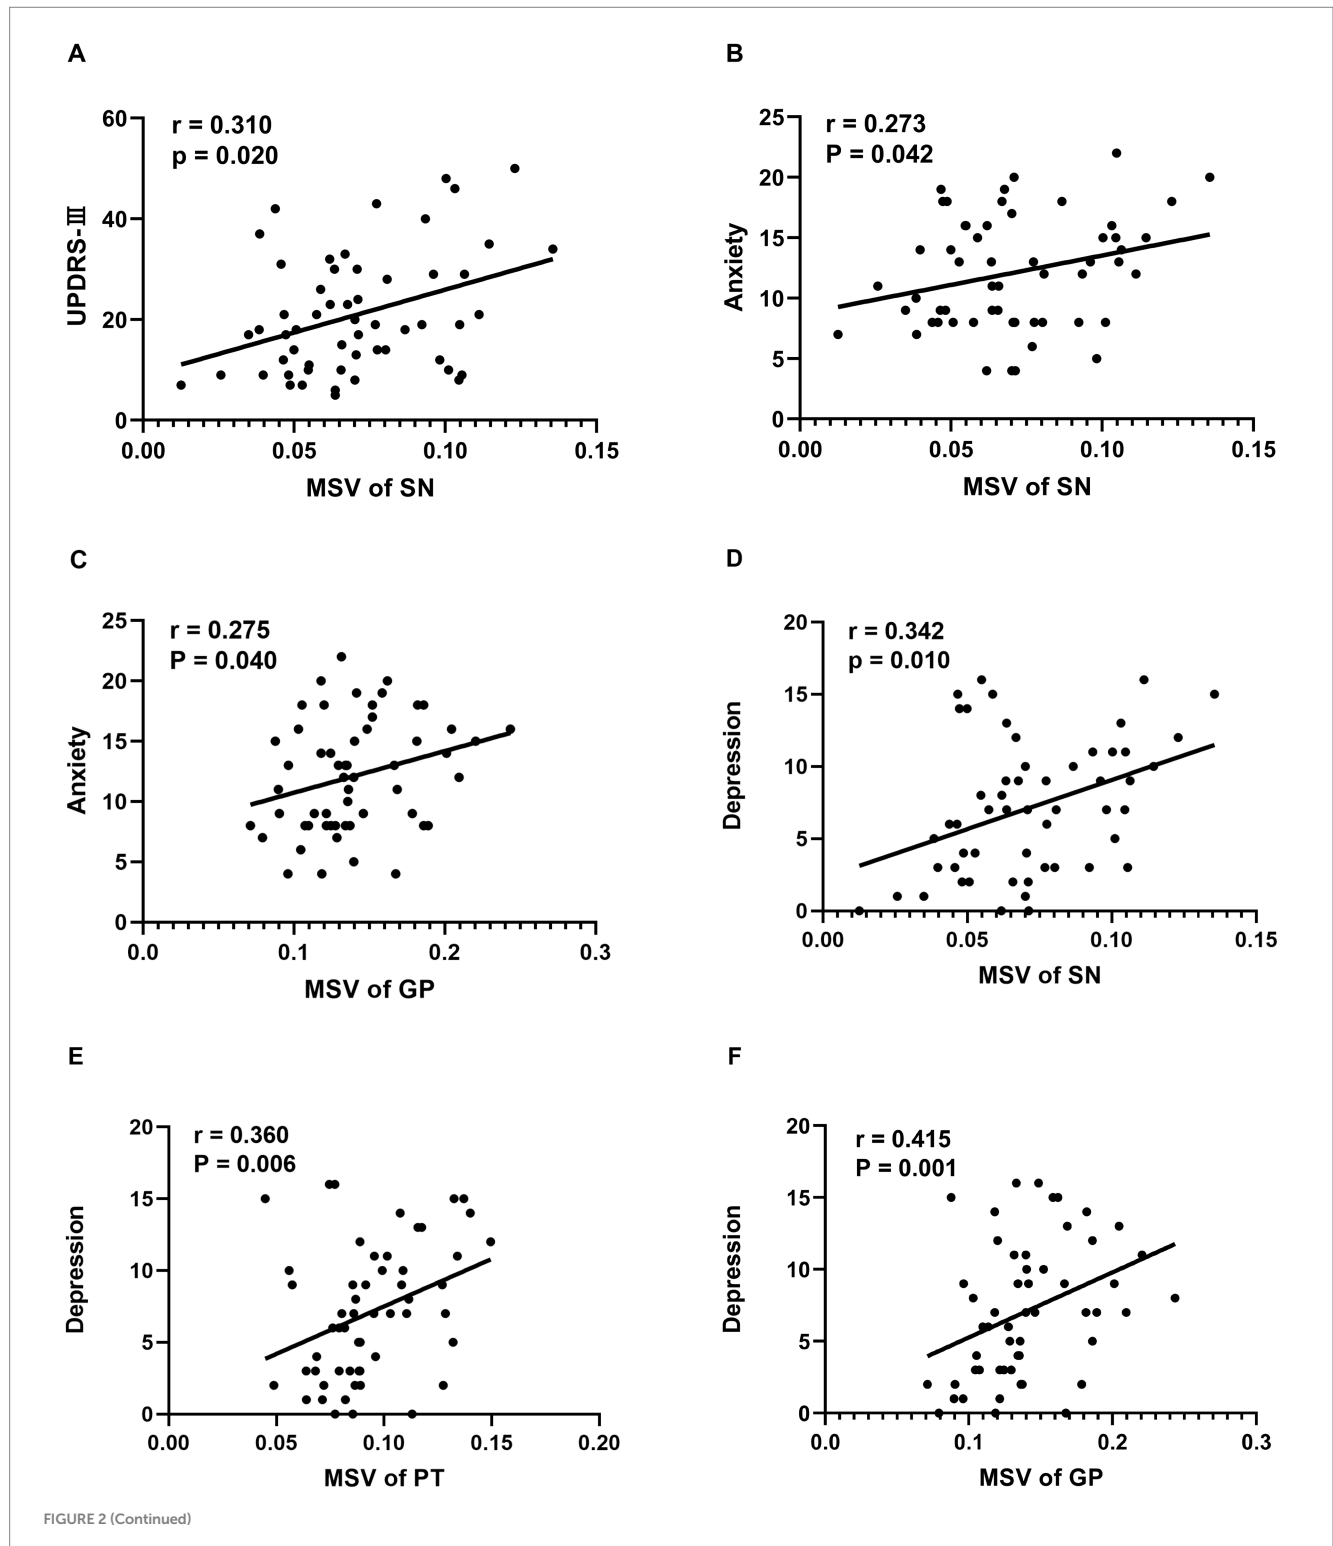 A
r = 0.310
p = 0.020
UPDRS-Ⅲ
60
40
20
0
0.00 0.05 0.10 0.15
MSV of SN
B
r = 0.273
P = 0.042
Anxiety
25
20
15
10
5
0
0.00 0.05 0.10 0.15
MSV of SN
C
r = 0.275
P = 0.040
Anxiety
25
20
15
10
5
0
0.0 0.1 0.2 0.3
MSV of GP
D
r = 0.342
p = 0.010
Depression
20
15
10
5
0
0.00 0.05 0.10 0.15
MSV of SN
E
r = 0.360
P = 0.006
Depression
20
15
10
5
0
0.00 0.05 0.10 0.15 0.20
MSV of PT
F
r = 0.415
P = 0.001
Depression
20
15
10
5
0
0.0 0.1 0.2 0.3
MSV of GP
FIGURE 2 (Continued)